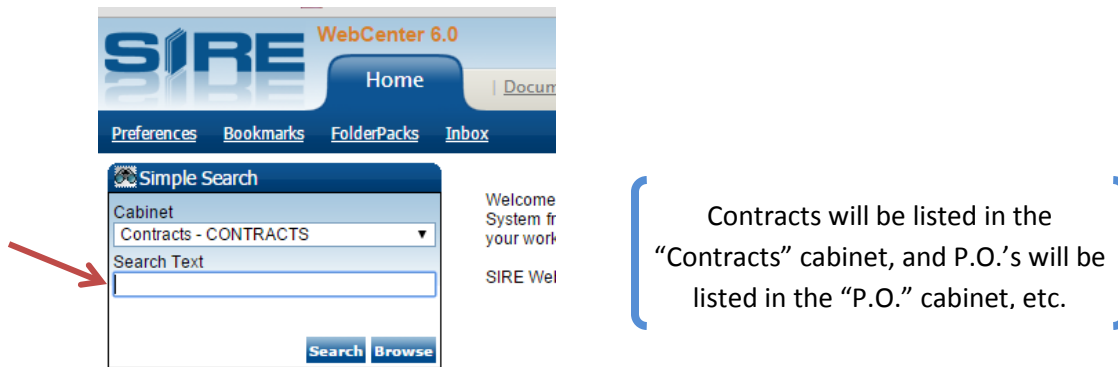 SIRE WebCenter 6.0
Home
| Docum
Preferences Bookmarks FolderPacks Inbox
Simple Search
Cabinet
Contracts - CONTRACTS
Search Text
Search Browse
Welcome
System fr
your work
SIRE Wel
Contracts will be listed in the
“Contracts” cabinet, and P.O.’s will be
listed in the “P.O.” cabinet, etc.